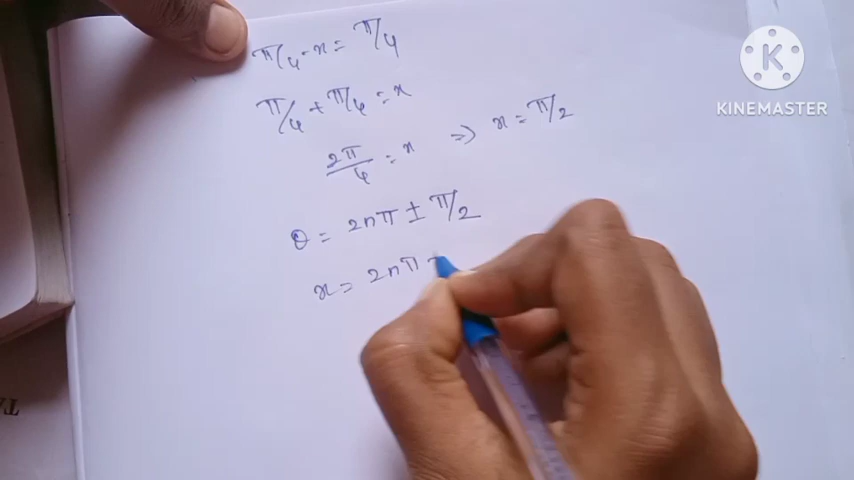 π/4 - x = π/4
π/4 + π/4 = x
2π/4 = x ⇒ x = π/2
θ = 2nπ ± π/2
x = 2nπ
K
KINEMASTER